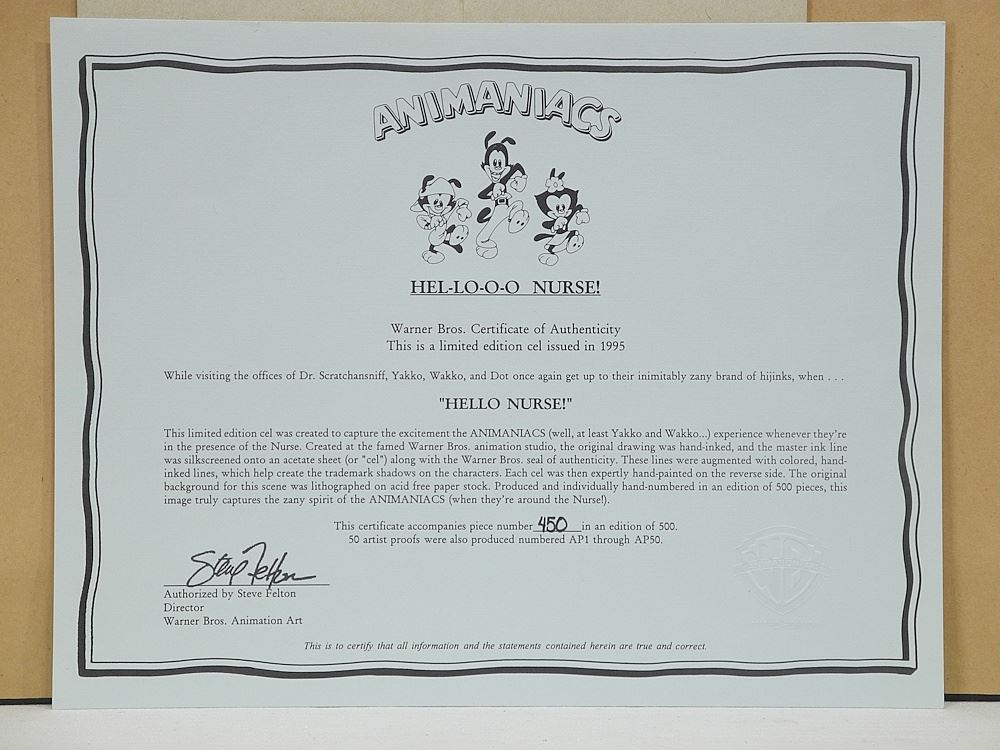 ANIMANIACS
HEL-LO-O-O NURSE!
Warner Bros. Certificate of Authenticity
This is a limited edition cel issued in 1995
While visiting the offices of Dr. Scratchansniff, Yakko, Wakko, and Dot once again get up to their inimitably zany brand of hijinks, when . . .
"HELLO NURSE!"
This limited edition cel was created to capture the excitement the ANIMANIACS (well, at least Yakko and Wakko...) experience whenever they're
in the presence of the Nurse. Created at the famed Warner Bros. animation studio, the original drawing was hand-inked, and the master ink line
was silkscreened onto an acetate sheet (or "cel") along with the Warner Bros. seal of authenticity. These lines were augmented with colored, hand-
inked lines, which help create the trademark shadows on the characters. Each cel was then expertly hand-painted on the reverse side. The original
background for this scene was lithographed on acid free paper stock. Produced and individually hand-numbered in an edition of 500 pieces, this
image truly captures the zany spirit of the ANIMANIACS (when they're around the Nurse!).
This certificate accompanies piece number 450 in an edition of 500.
50 artist proofs were also produced numbered AP1 through AP50.
Steve Felton
Authorized by Steve Felton
Director
Warner Bros. Animation Art
This is to certify that all information and the statements contained herein are true and correct.